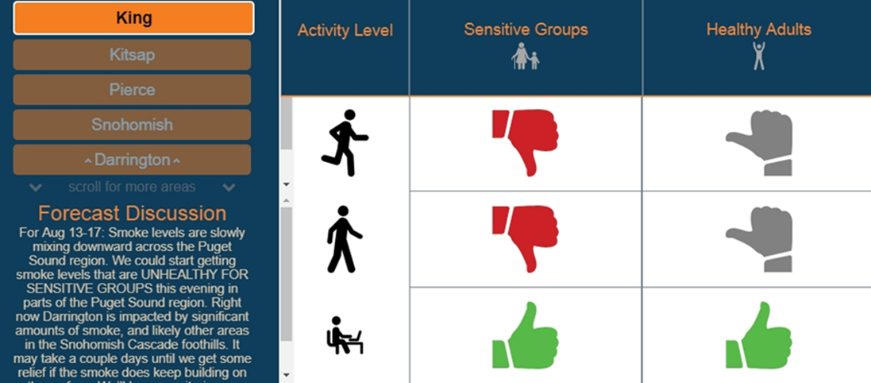 King
Kitsap
Pierce
Snohomish
^ Darrington ^
scroll for more areas
Forecast Discussion
For Aug 13-17: Smoke levels are slowly
mixing downward across the Puget
Sound region. We could start getting
smoke levels that are UNHEALTHY FOR
SENSITIVE GROUPS this evening in
parts of the Puget Sound region. Right
now Darrington is impacted by significant
amounts of smoke, and likely other areas
in the Snohomish Cascade foothills. It
may take a couple days until we get some
relief if the smoke does keep building on
Activity Level
Sensitive Groups
Healthy Adults